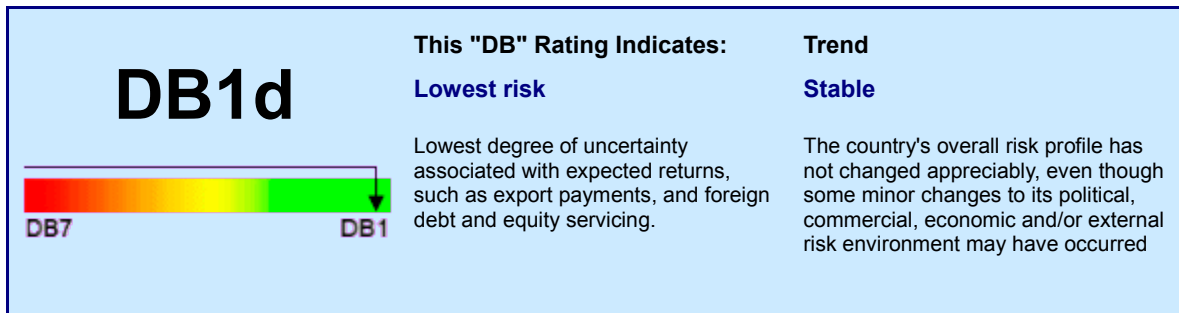 DB1d
DB7
DB1
This "DB" Rating Indicates:
Lowest risk
Lowest degree of uncertainty
associated with expected returns,
such as export payments, and foreign
debt and equity servicing.
Trend
Stable
The country's overall risk profile has
not changed appreciably, even though
some minor changes to its political,
commercial, economic and/or external
risk environment may have occurred